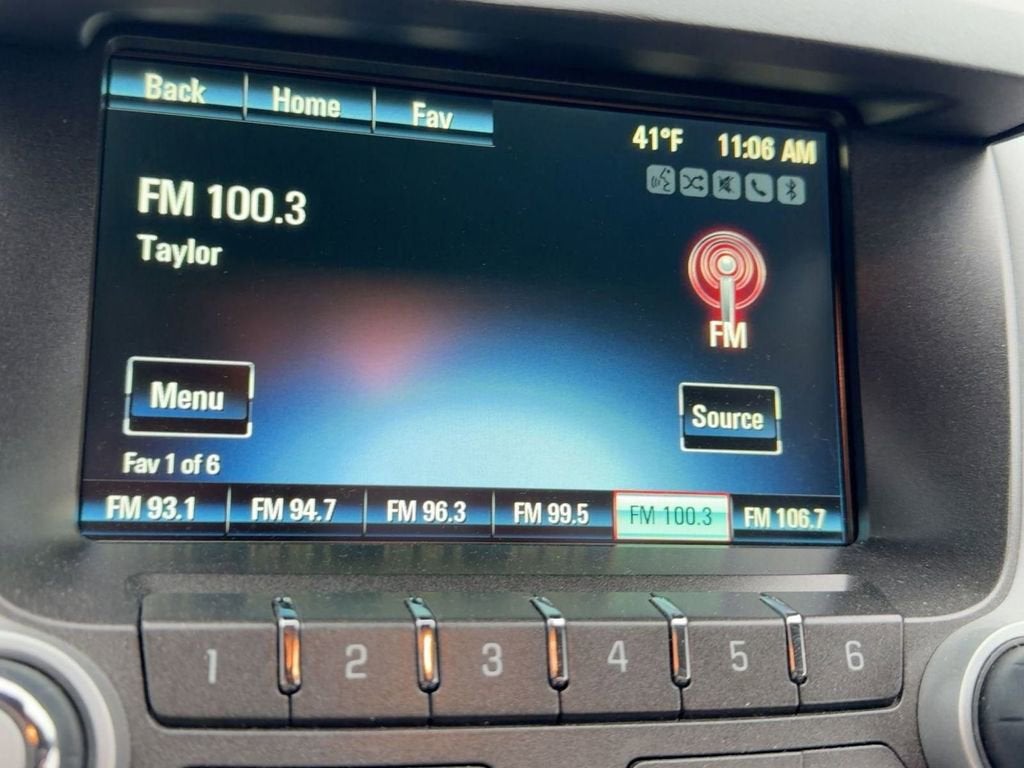 Back Home Fav
41°F 11:06 AM
FM 100.3
Taylor
FM
Menu
Source
Fav 1 of 6
FM 93.1 FM 94.7 FM 96.3 FM 99.5 FM 100.3 FM 106.7
1 2 3 4 5 6